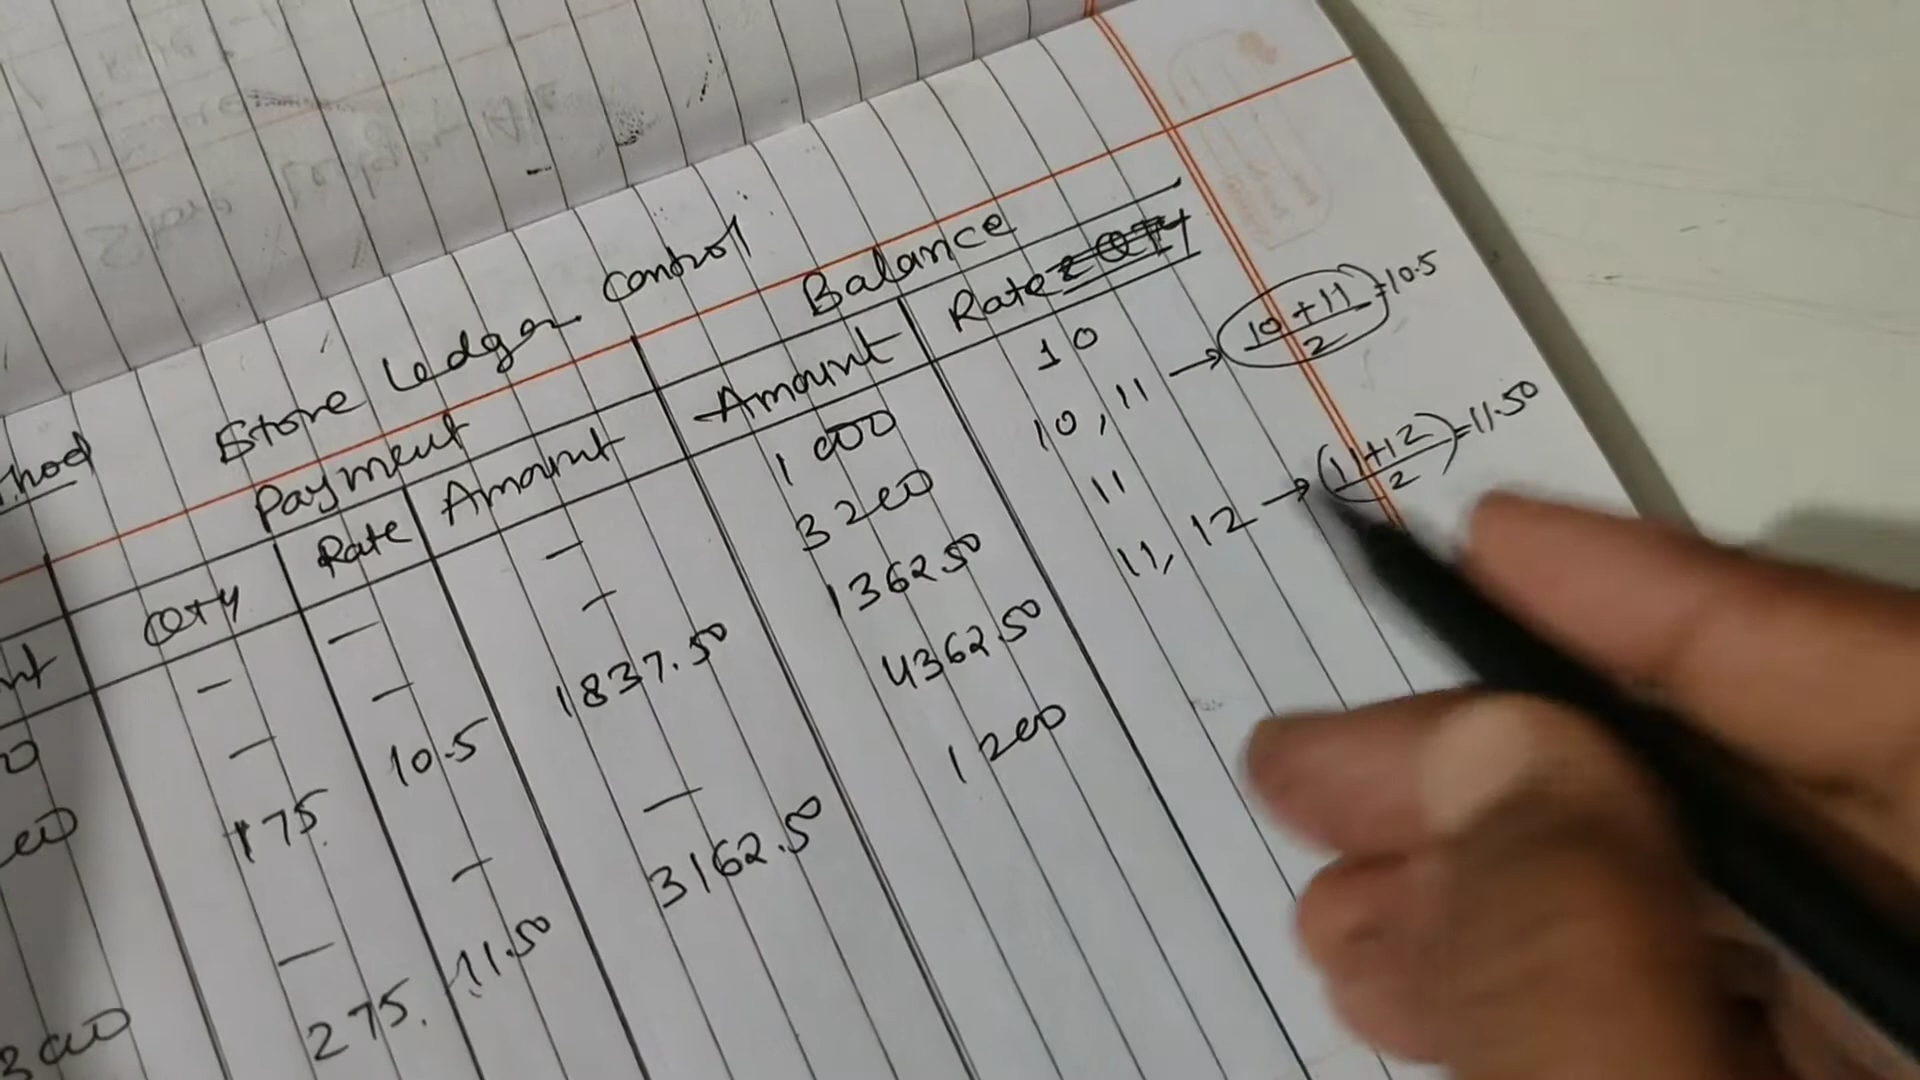 Store Ledger Control
Payment Balance
Qty Rate Amount Amount Rate
- - - 1000 10
- - - 3200 10, 11 → 10+11/2 = 10.5
175 10.5 1837.50 1362.50 11
- - - 4362.50 11, 12 → (11+12/2) = 11.50
275 11.50 3162.50 1200